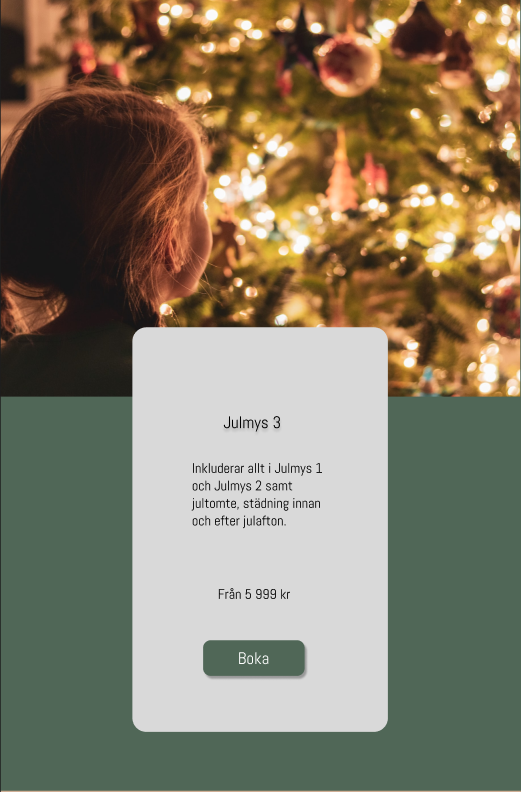 Julmys 3
Inkluderar allt i Julmys 1
och Julmys 2 samt
jultomte, städning innan
och efter julafton.
Från 5 999 kr
Boka